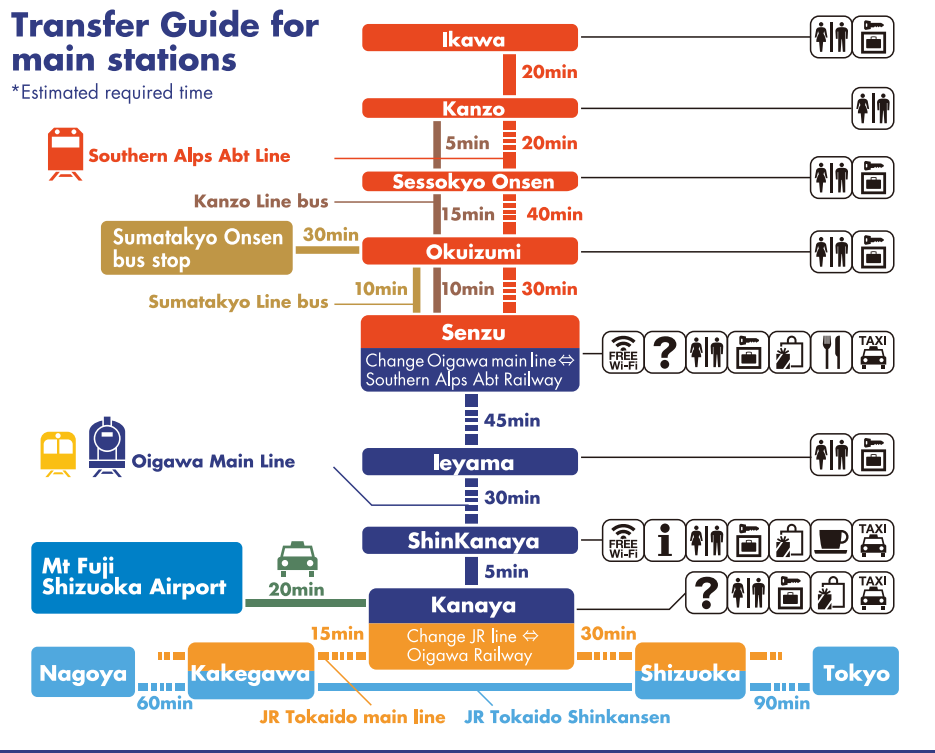 Transfer Guide for
main stations
*Estimated required time
Ikawa
20min
Kanzo
5min
20min
Southern Alps Abt Line
Sessokyo Onsen
Kanzo Line bus
15min
40min
Sumatakyo Onsen
bus stop
30min
Okuizumi
10min
10min
30min
Sumatakyo Line bus
Senzu
Change Oigawa main line⇔
Southern Alps Abt Railway
FREE
Wi-Fi
?
TAXI
45min
Oigawa Main Line
Ieyama
30min
ShinKanaya
FREE
Wi-Fi
i
TAXI
Mt Fuji
Shizuoka Airport
20min
5min
Kanaya
?
TAXI
Change JR line ⇔
Oigawa Railway
15min
30min
Nagoya
Kakegawa
Shizuoka
Tokyo
60min
90min
JR Tokaido main line
JR Tokaido Shinkansen